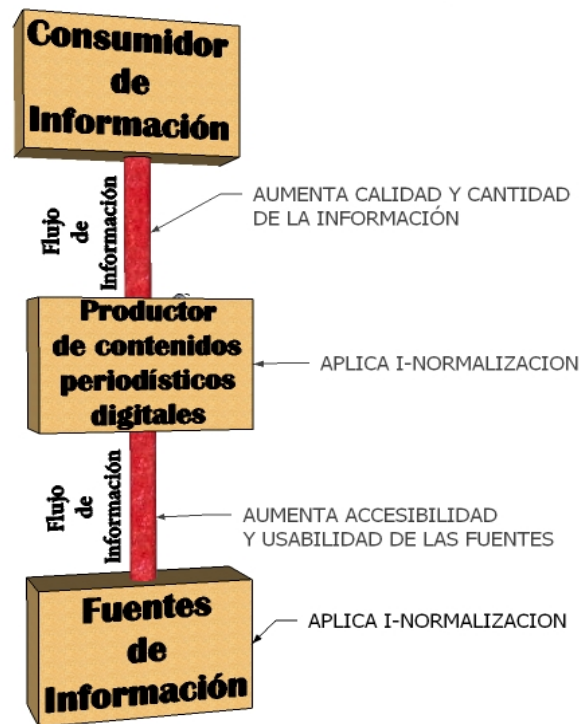 Consumidor
de
Información
Flujo
de
Información
AUMENTA CALIDAD Y CANTIDAD
DE LA INFORMACIÓN
Productor
de contenidos
periodísticos
digitales
APLICA I-NORMALIZACION
Flujo
de
Información
AUMENTA ACCESIBILIDAD
Y USABILIDAD DE LAS FUENTES
Fuentes
de
Información
APLICA I-NORMALIZACION